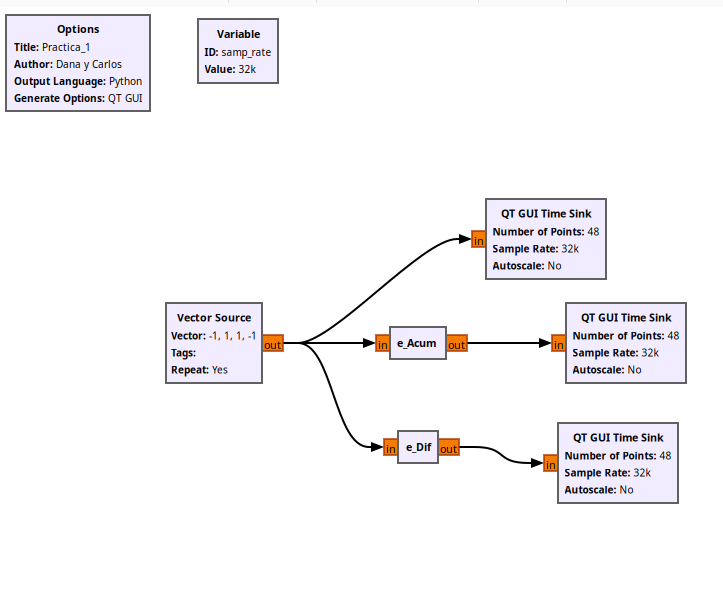 Options
Title: Practica_1
Author: Dana y Carlos
Output Language: Python
Generate Options: QT GUI
Variable
ID: samp_rate
Value: 32k
QT GUI Time Sink
Number of Points: 48
Sample Rate: 32k
Autoscale: No
in
Vector Source
Vector: -1, 1, 1, -1
Tags:
Repeat: Yes
out
in
e_Acum
out
in
QT GUI Time Sink
Number of Points: 48
Sample Rate: 32k
Autoscale: No
in
e_Dif
out
in
QT GUI Time Sink
Number of Points: 48
Sample Rate: 32k
Autoscale: No